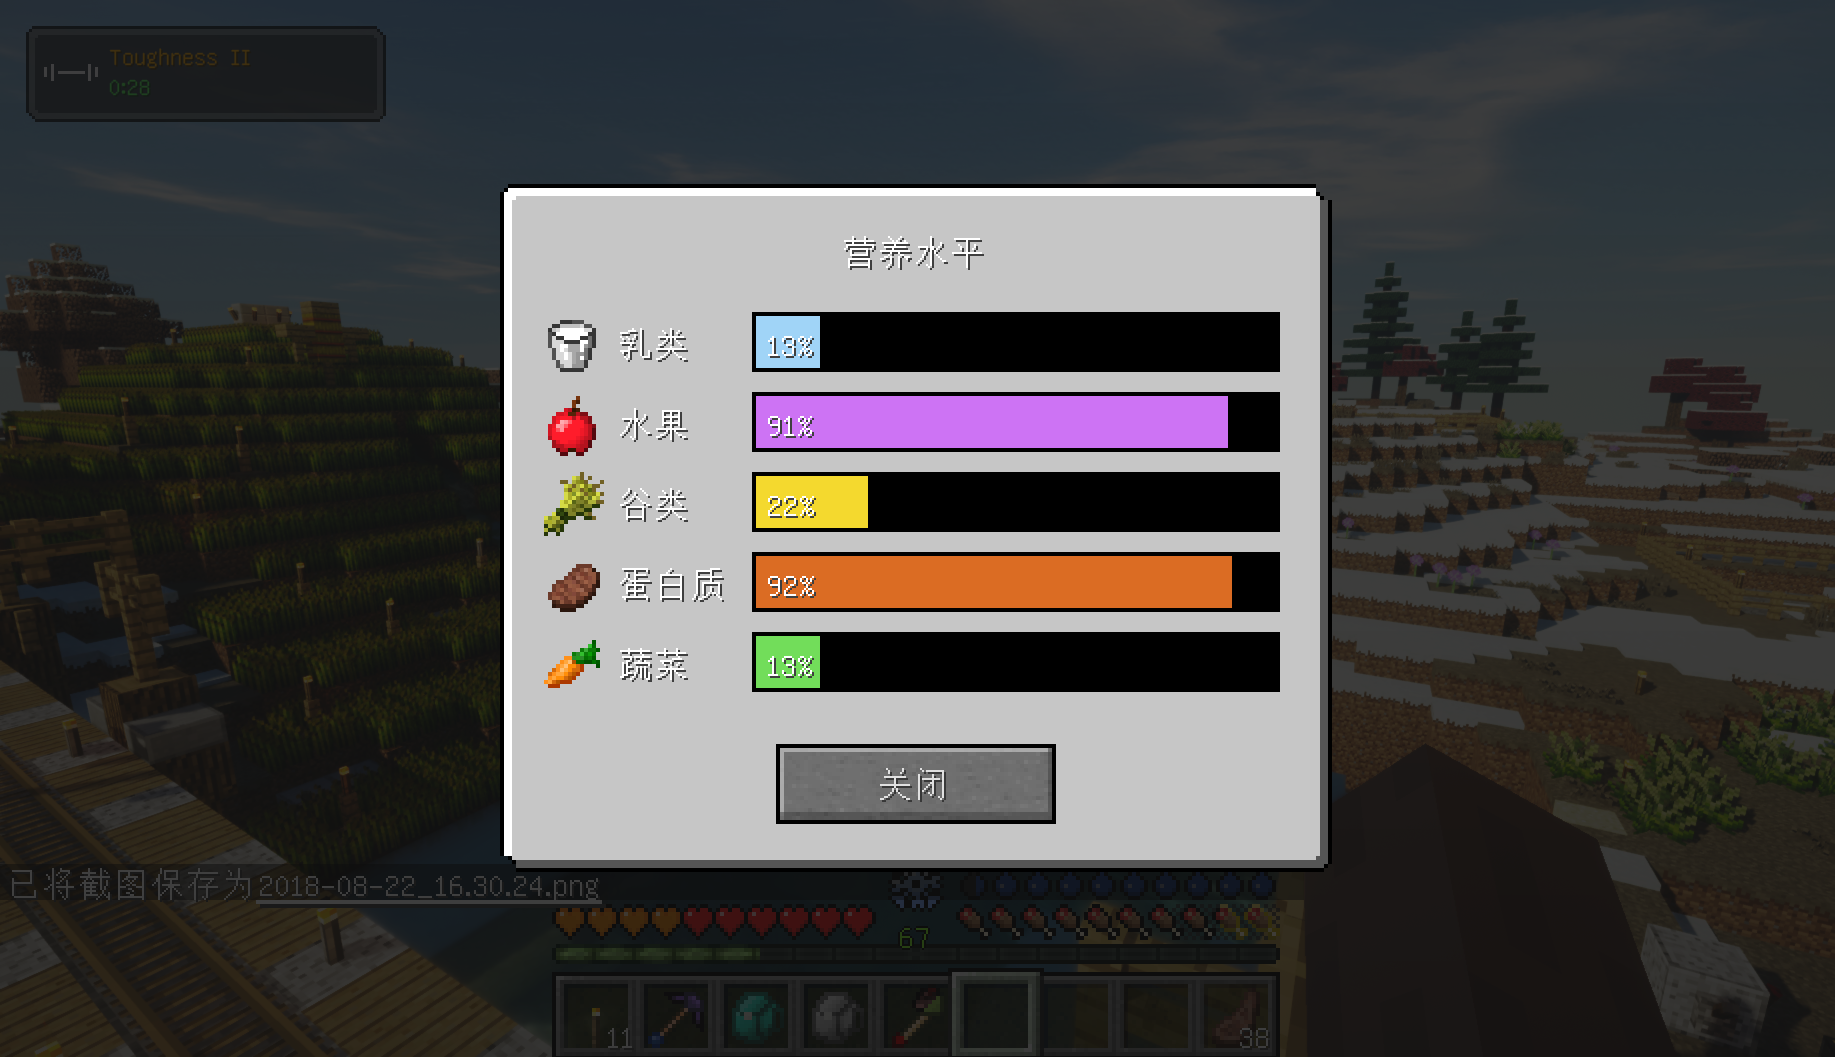 Toughness II
0:28
营养水平
乳类 13%
水果 91%
谷类 22%
蛋白质 92%
蔬菜 13%
关闭
已将截图保存为2018-08-22_16.30.24.png
67
11
38